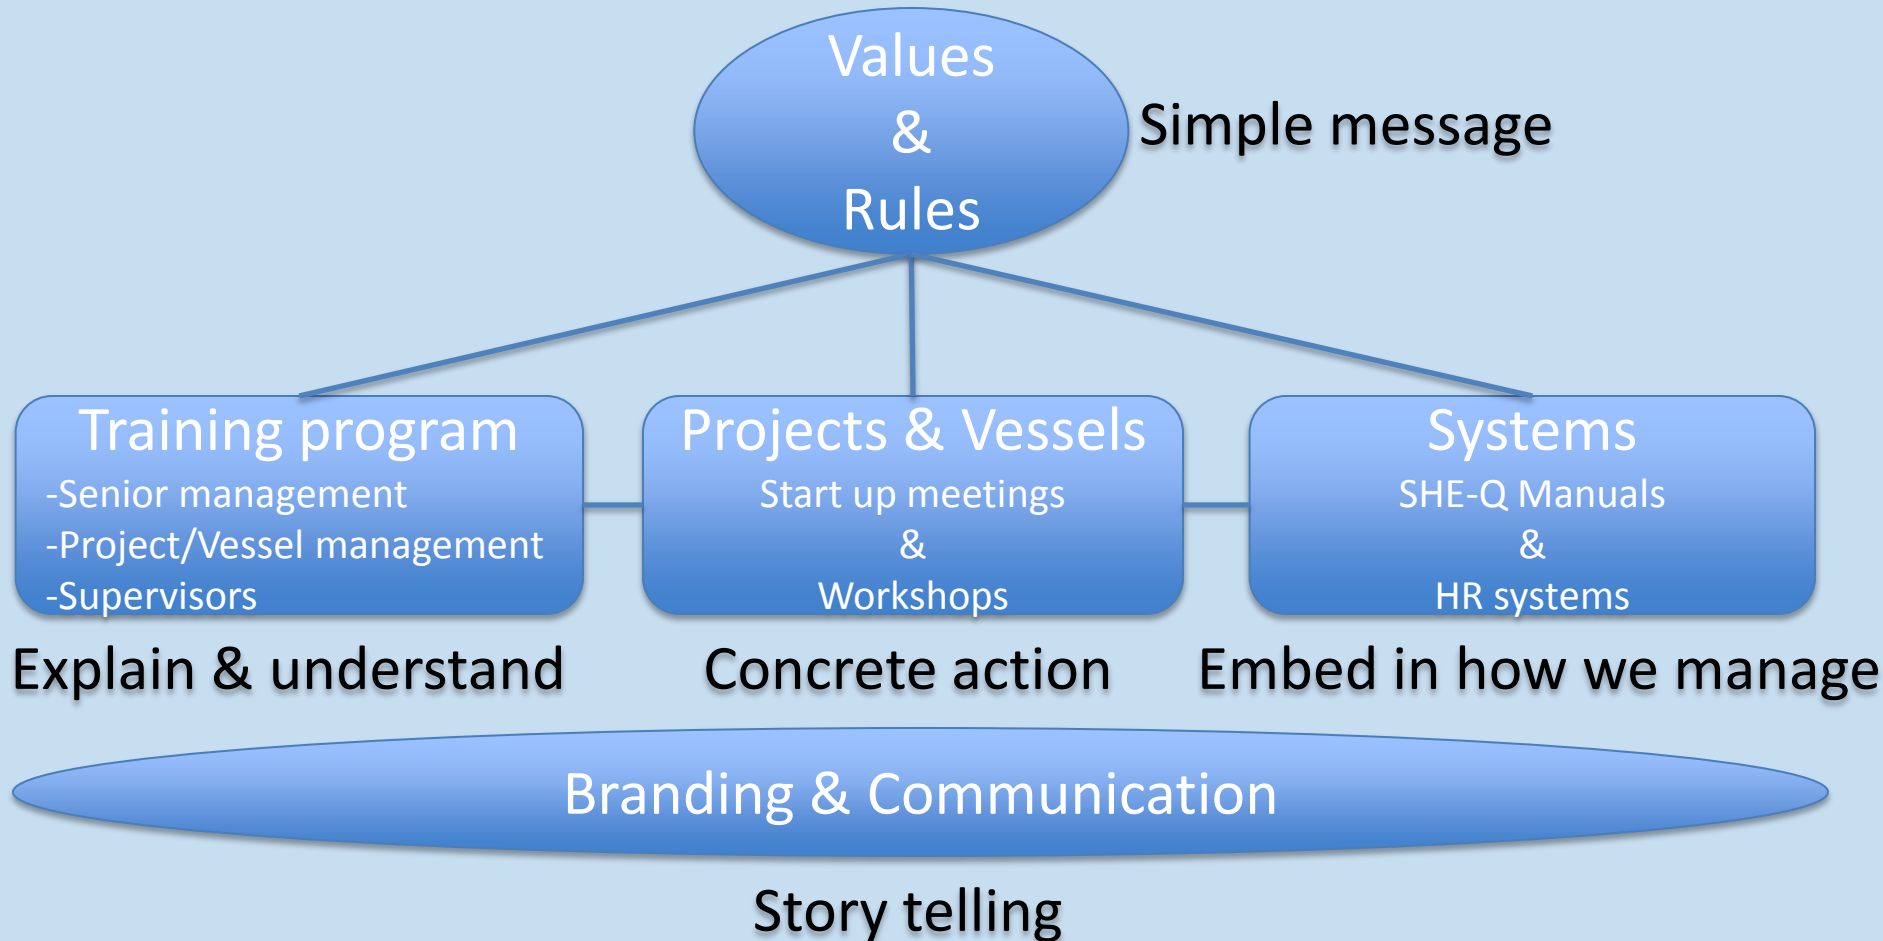 Values
&
Rules
Simple message
Training program
-Senior management
-Project/Vessel management
-Supervisors
Projects & Vessels
Start up meetings
&
Workshops
Systems
SHE-Q Manuals
&
HR systems
Explain & understand
Concrete action
Embed in how we manage
Branding & Communication
Story telling